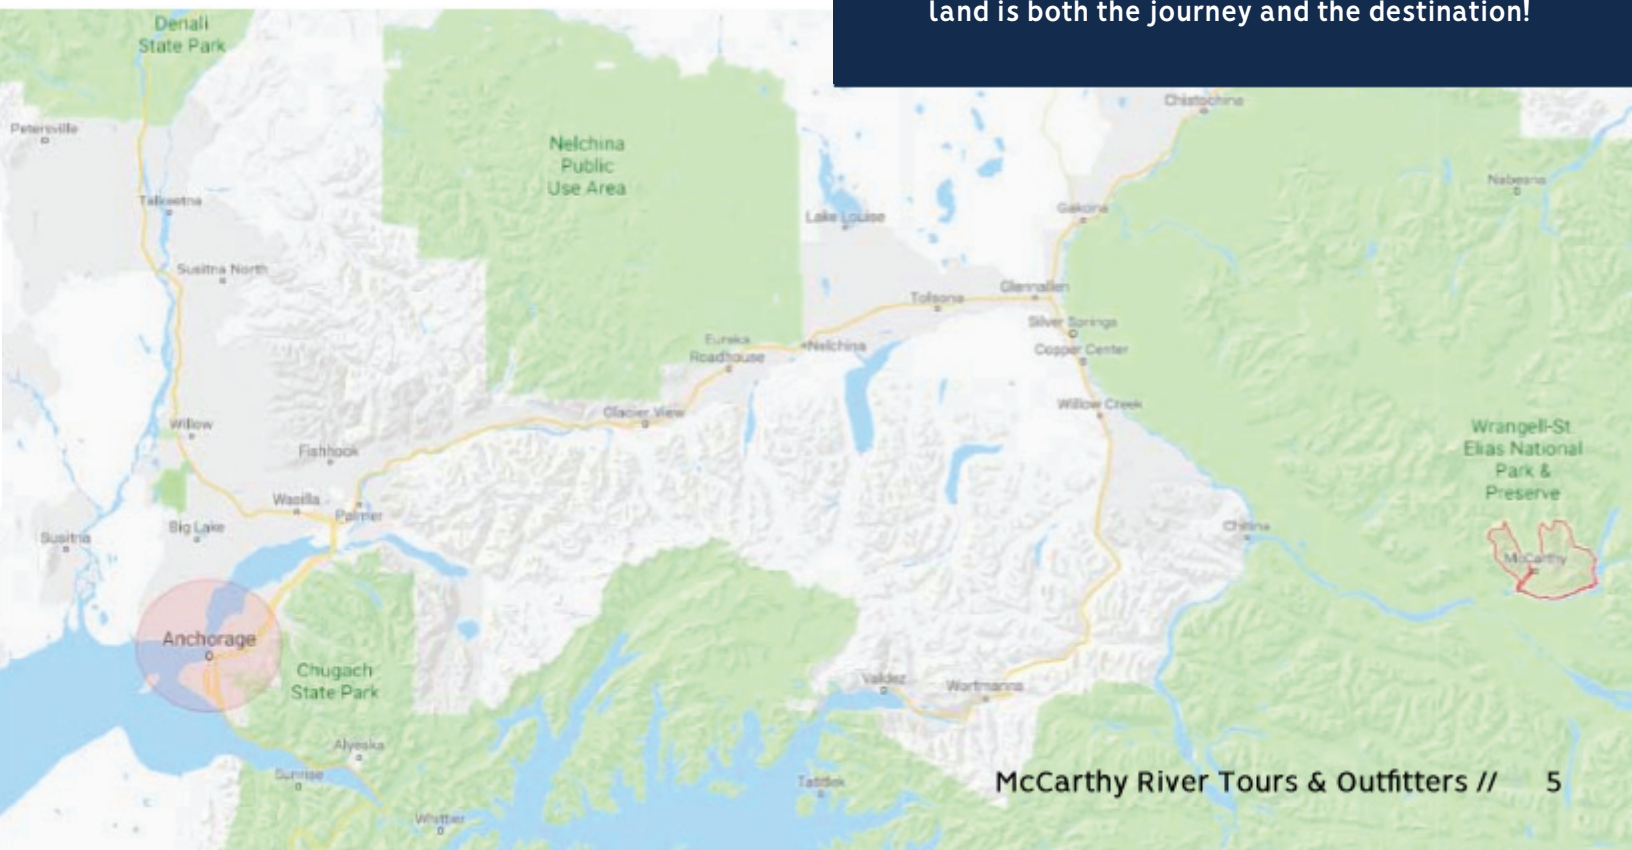 land is both the journey and the destination!
Denali
State Park
Chistochina
Petersville
Nelchina
Public
Use Area
Nabesna
Talkeetna
Lake Louise
Gakona
Susitna North
Glennallen
Tolsona
Silver Springs
Eureka
Roadhouse
Nelchina
Copper Center
Glacier View
Willow Creek
Willow
Wrangell-St
Elias National
Park &
Preserve
Fishhook
Wasilla
Palmer
Big Lake
Susitna
Chitina
McCarthy
Anchorage
Chugach
State Park
Valdez
Wortmanns
Alyeska
Sunrise
Tatitlek
Whittier
McCarthy River Tours & Outfitters // 5